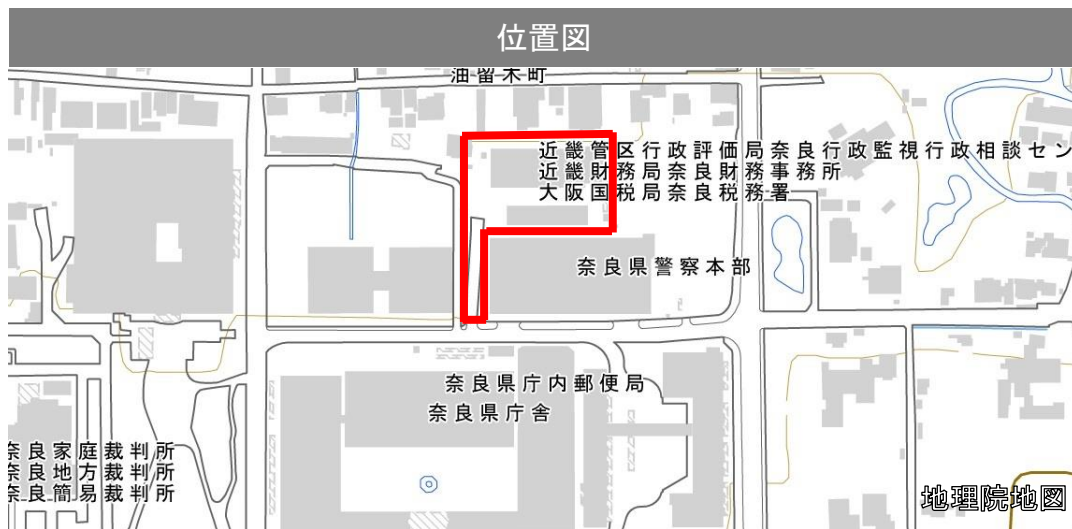 位置図
油留木町
近畿管区行政評価局奈良行政監視行政相談セン
近畿財務局奈良財務事務所
大阪国税局奈良税務署
奈良県警察本部
奈良県庁内郵便局
奈良県庁舎
奈良家庭裁判所
奈良地方裁判所
奈良簡易裁判所
地理院地図